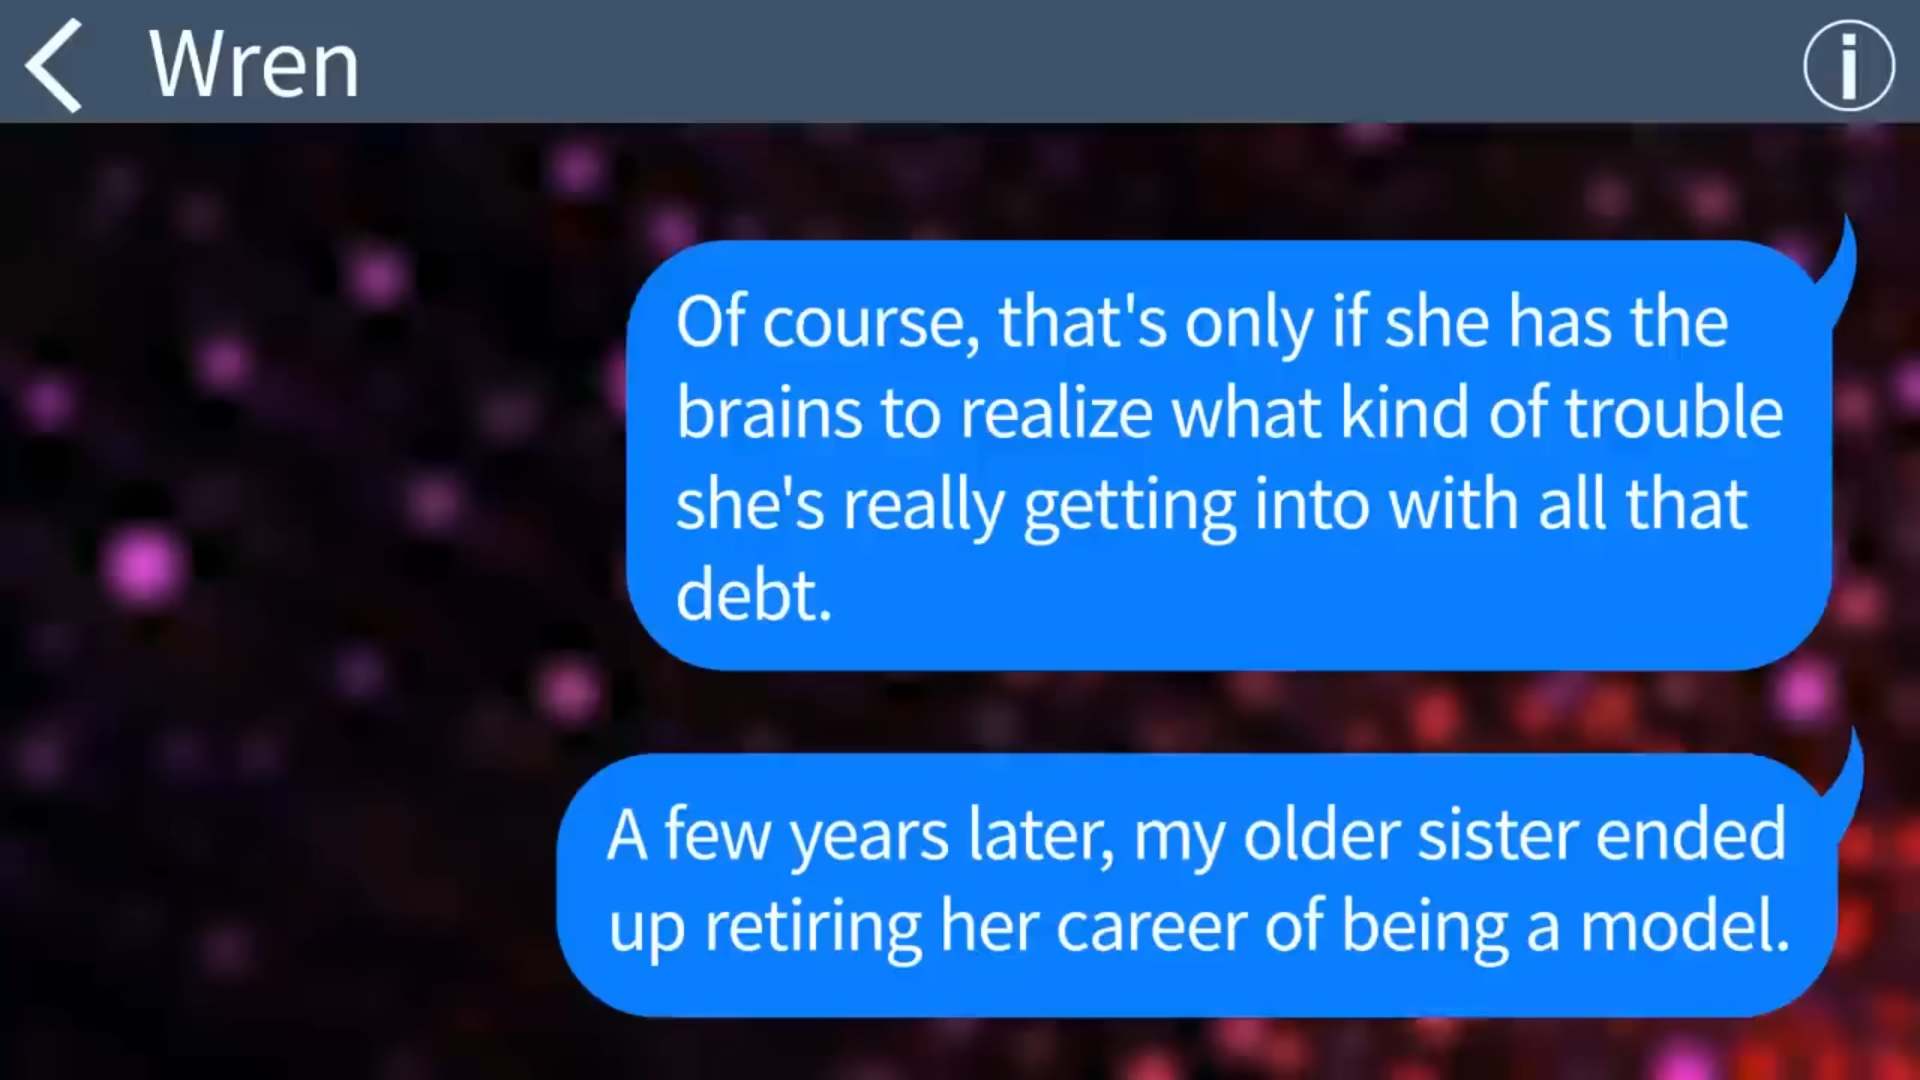 Wren
Of course, that's only if she has the
brains to realize what kind of trouble
she's really getting into with all that
debt.
A few years later, my older sister ended
up retiring her career of being a model.